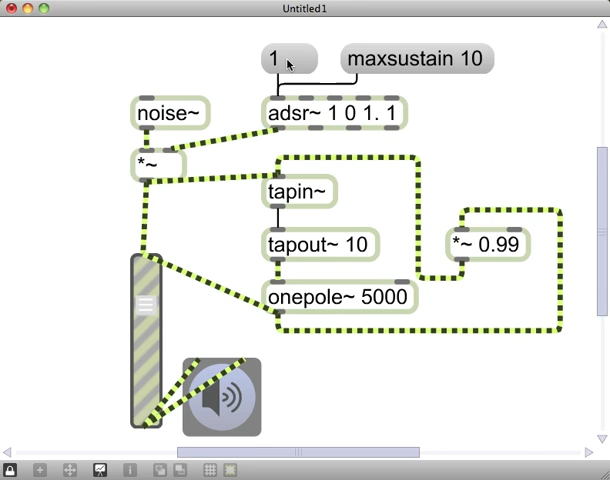 Untitled1
1
maxsustain 10
noise~
adsr~ 1 0 1. 1
*~
tapin~
tapout~ 10
*~ 0.99
onepole~ 5000